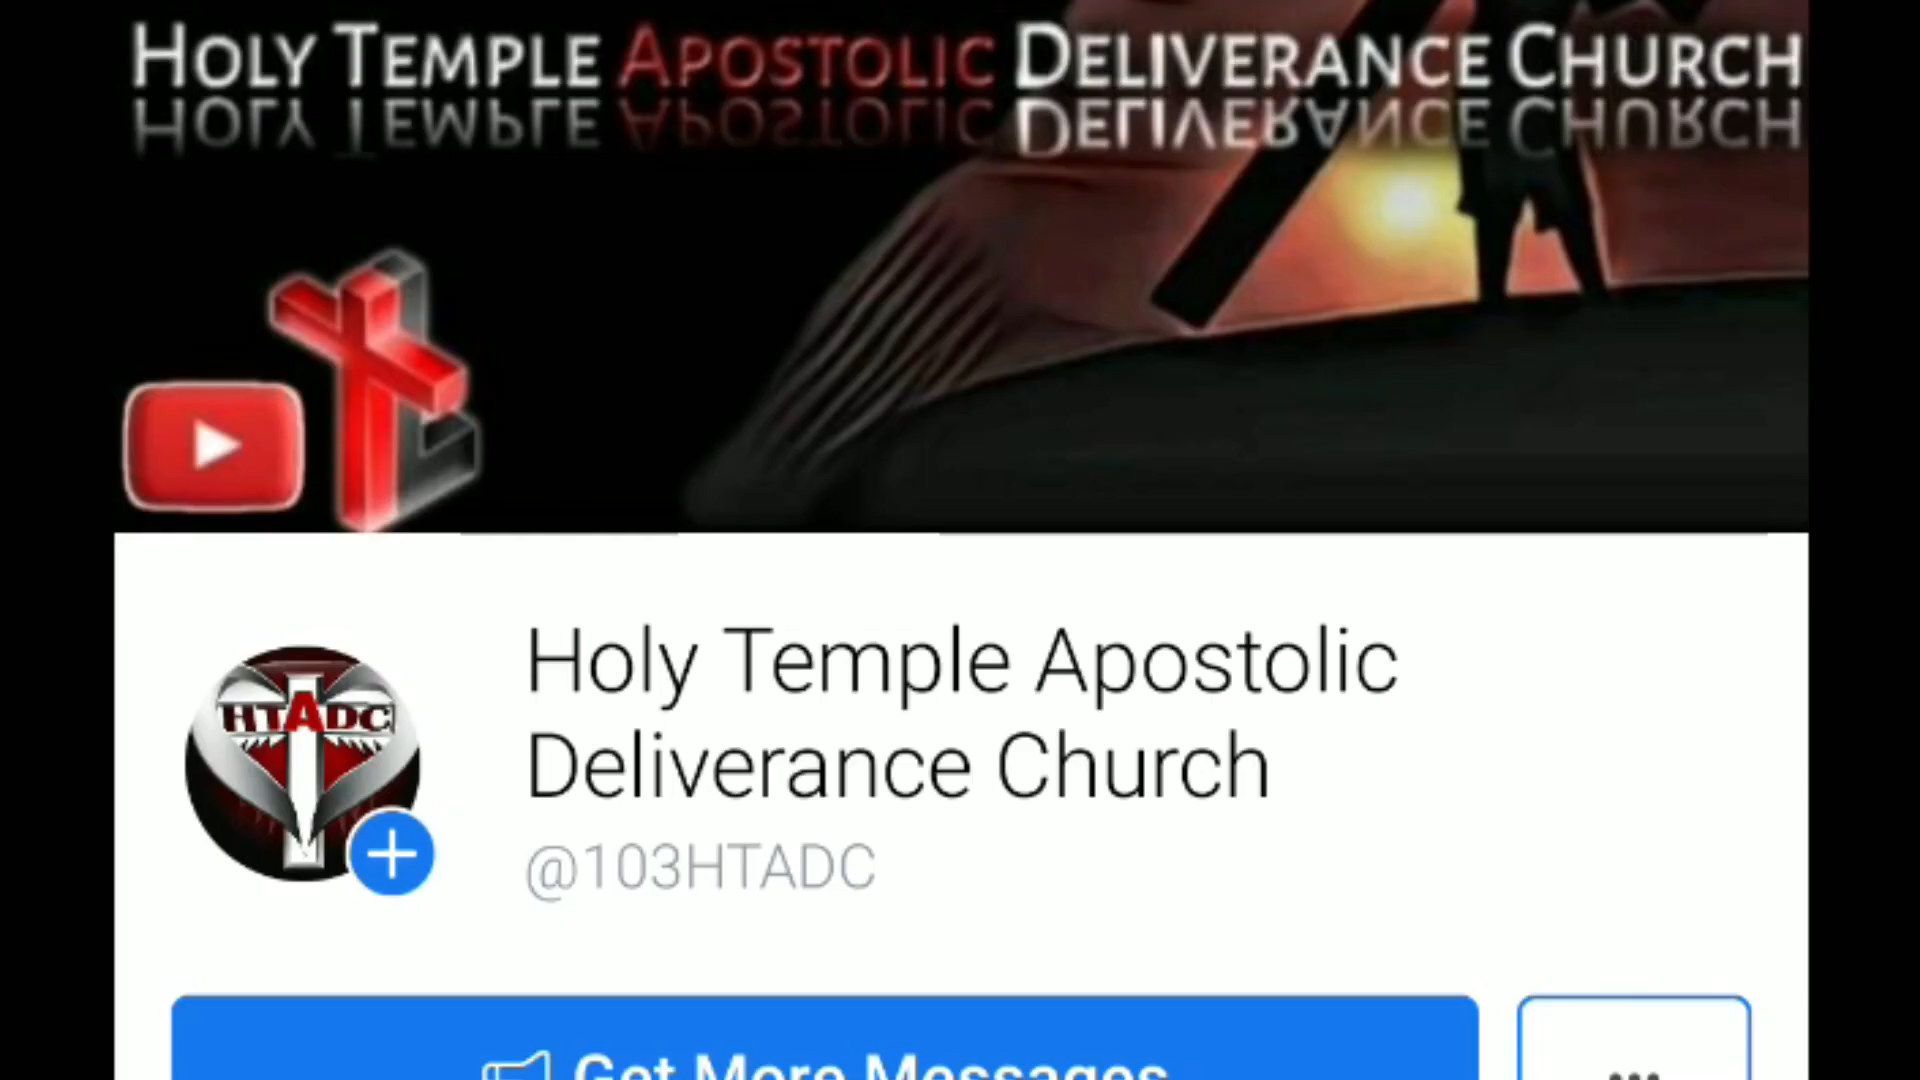 HOLY TEMPLE APOSTOLIC DELIVERANCE CHURCH
HTADC
Holy Temple Apostolic
Deliverance Church
@103HTADC
Get More Messages